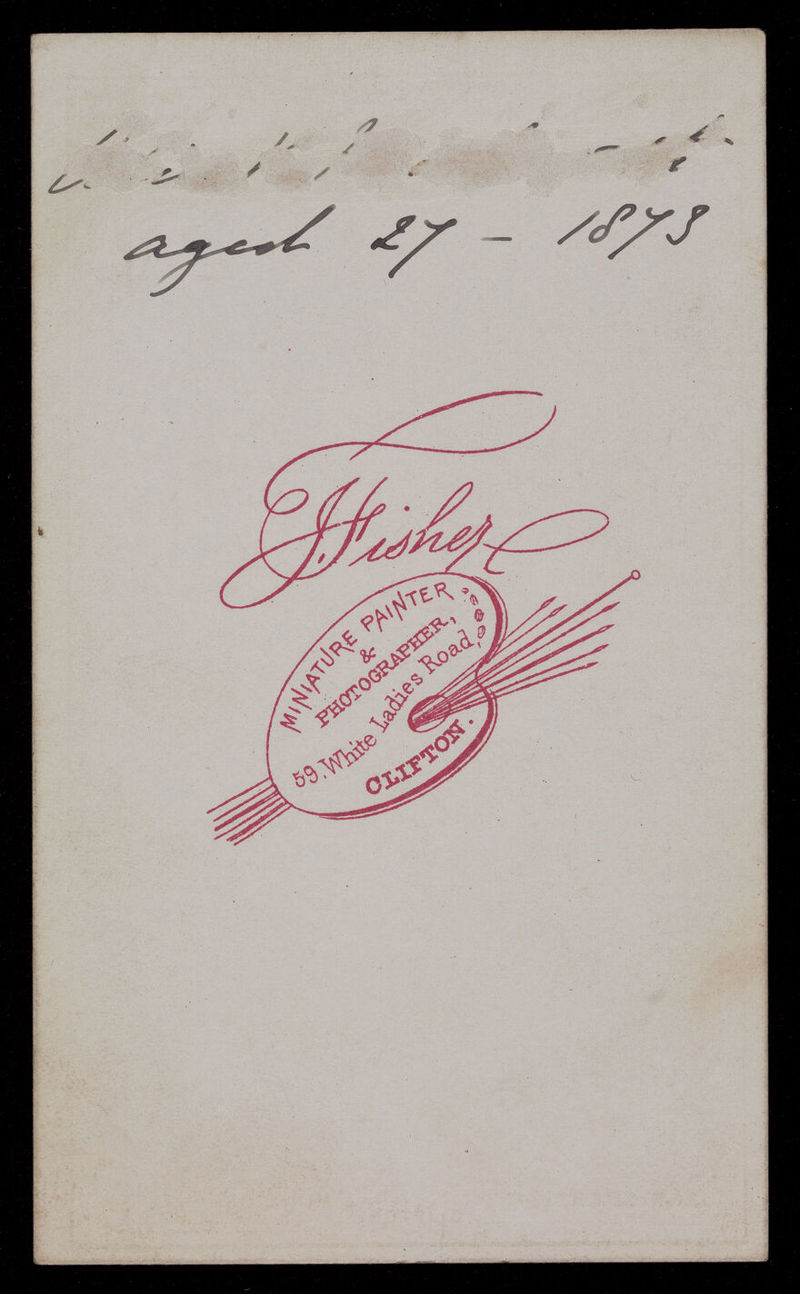 aged 27 - 1873
Fisher
MINIATURE PAINTER
&
PHOTOGRAPHER,
59. White Ladies Road,
CLIFTON.